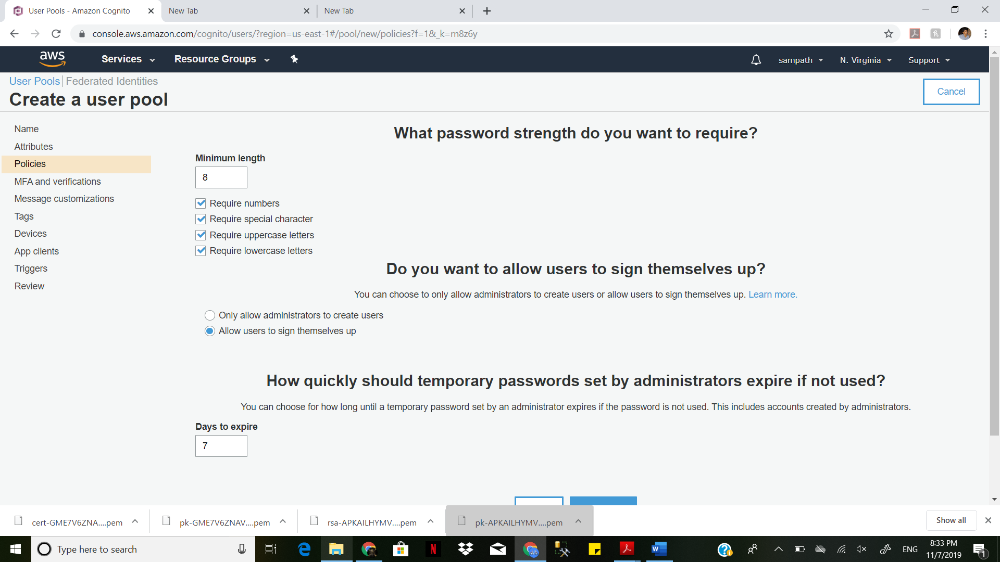 User Pools - Amazon Cognito
New Tab
New Tab
console.aws.amazon.com/cognito/users/?region=us-east-1#/pool/new/policies?f=1&_k=rn8z6y
aws
Services
Resource Groups
sampath
N. Virginia
Support
User Pools
Federated Identities
Create a user pool
Cancel
Name
Attributes
Policies
MFA and verifications
Message customizations
Tags
Devices
App clients
Triggers
Review
What password strength do you want to require?
Minimum length
8
Require numbers
Require special character
Require uppercase letters
Require lowercase letters
Do you want to allow users to sign themselves up?
You can choose to only allow administrators to create users or allow users to sign themselves up. Learn more.
Only allow administrators to create users
Allow users to sign themselves up
How quickly should temporary passwords set by administrators expire if not used?
You can choose for how long until a temporary password set by an administrator expires if the password is not used. This includes accounts created by administrators.
Days to expire
7
cert-GME7V6ZNA....pem
pk-GME7V6ZNAV....pem
rsa-APKAILHYMV....pem
pk-APKAILHYMV....pem
Show all
Type here to search
ENG
8:33 PM
11/7/2019
1